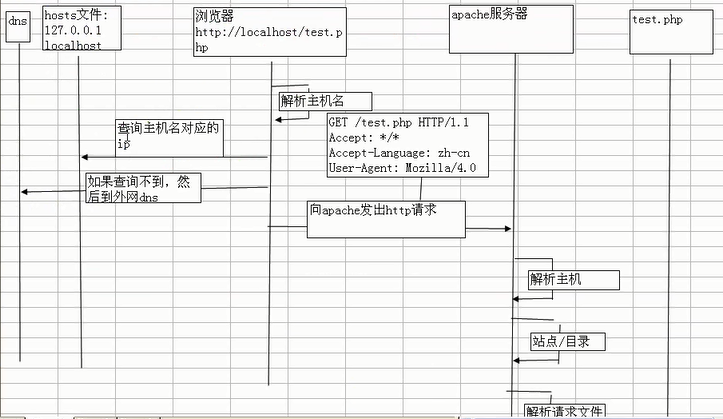 dns
hosts文件:
127.0.0.1
localhost
浏览器
http://localhost/test.p
hp
apache服务器
test.php
解析主机名
GET /test.php HTTP/1.1
Accept: */*
Accept-Language: zh-cn
User-Agent: Mozilla/4.0
查询主机名对应的
ip
如果查询不到，然
后到外网dns
向apache发出http请求
解析主机
站点/目录
解析请求文件